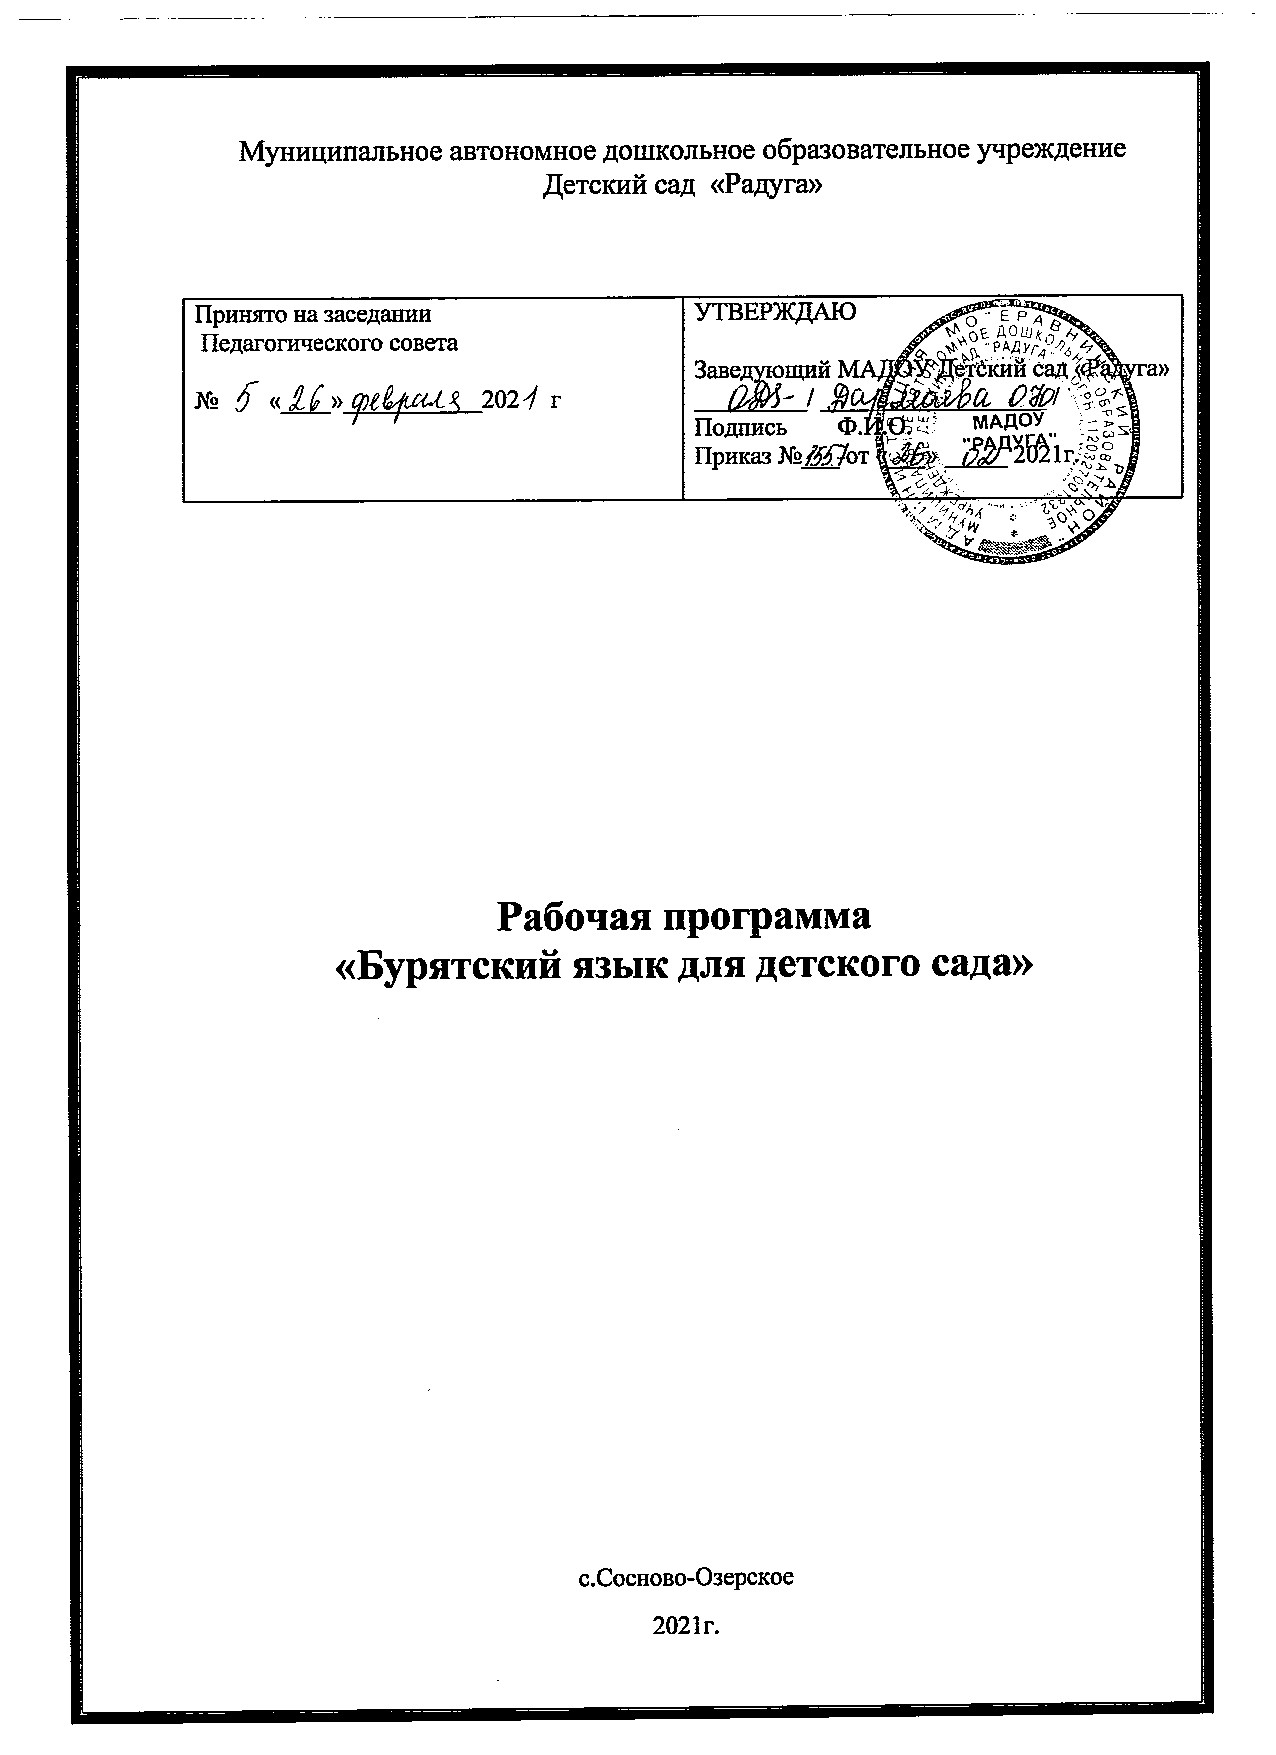 Муниципальное автономное дошкольное образовательное учреждение
Детский сад «Радуга»
Принято на заседании
Педагогического совета
№ 5 «26» февраля 2021 г
УТВЕРЖДАЮ
Заведующий МАДОУ Детский сад «Радуга»
Подпись Ф.И.О.
Приказ № от «26» 02 2021г.
МАДОУ
"РАДУГА"
Рабочая программа
«Бурятский язык для детского сада»
с.Сосново-Озерское
2021г.